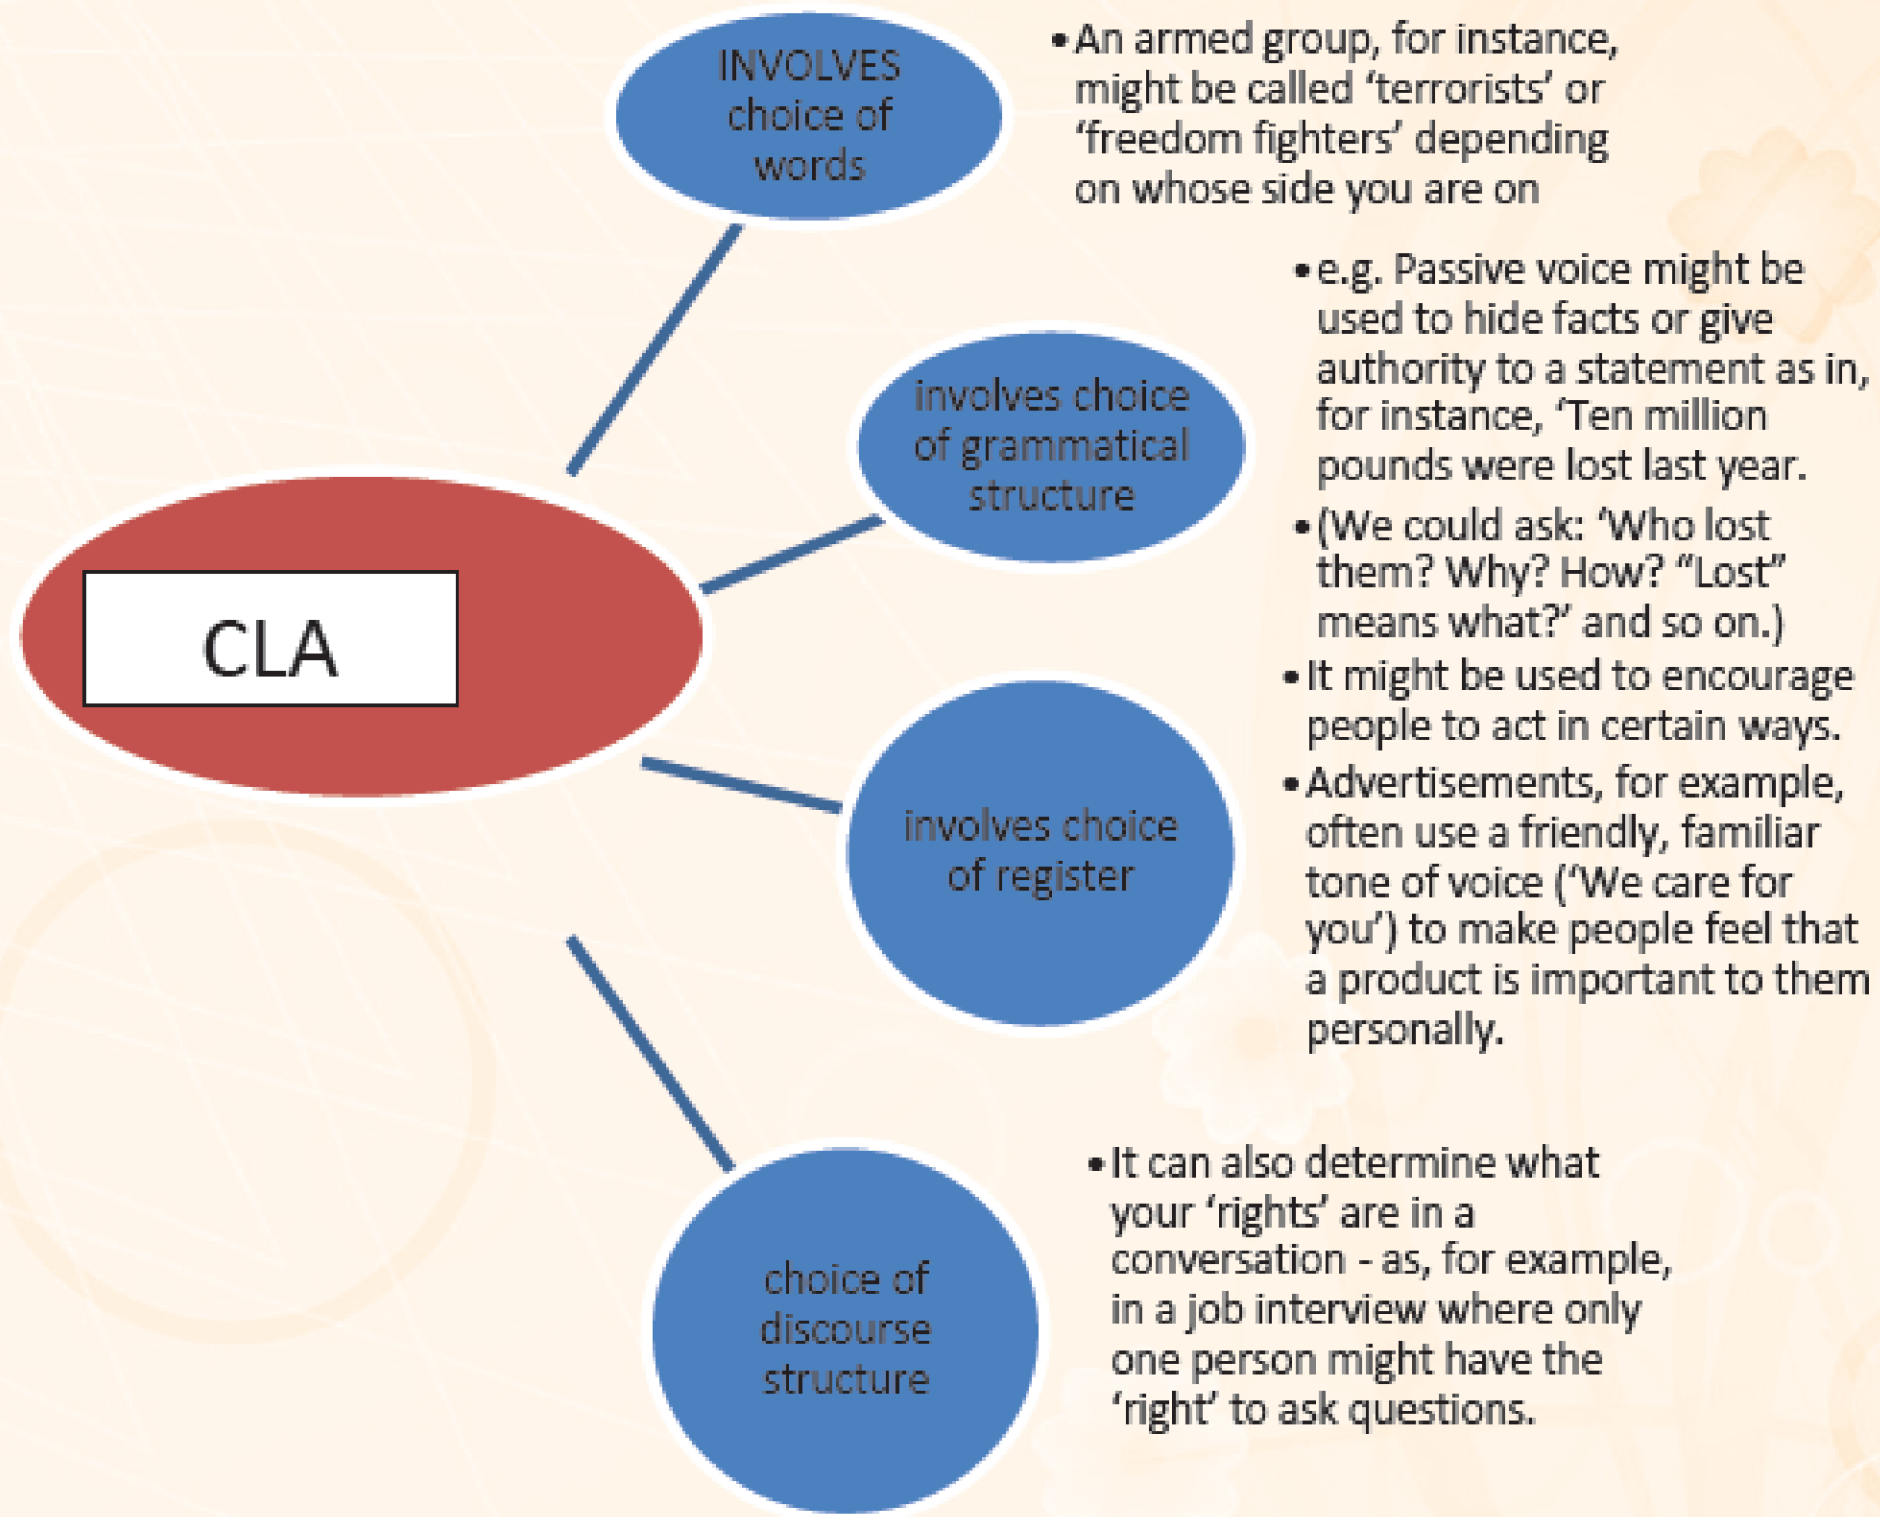 INVOLVES
choice of
words
• An armed group, for instance,
might be called ‘terrorists’ or
‘freedom fighters’ depending
on whose side you are on
involves choice
of grammatical
structure
• e.g. Passive voice might be
used to hide facts or give
authority to a statement as in,
for instance, ‘Ten million
pounds were lost last year.
• (We could ask: ‘Who lost
them? Why? How? “Lost”
means what?’ and so on.)
CLA
involves choice
of register
• It might be used to encourage
people to act in certain ways.
• Advertisements, for example,
often use a friendly, familiar
tone of voice (‘We care for
you’) to make people feel that
a product is important to them
personally.
choice of
discourse
structure
• It can also determine what
your ‘rights’ are in a
conversation - as, for example,
in a job interview where only
one person might have the
‘right’ to ask questions.